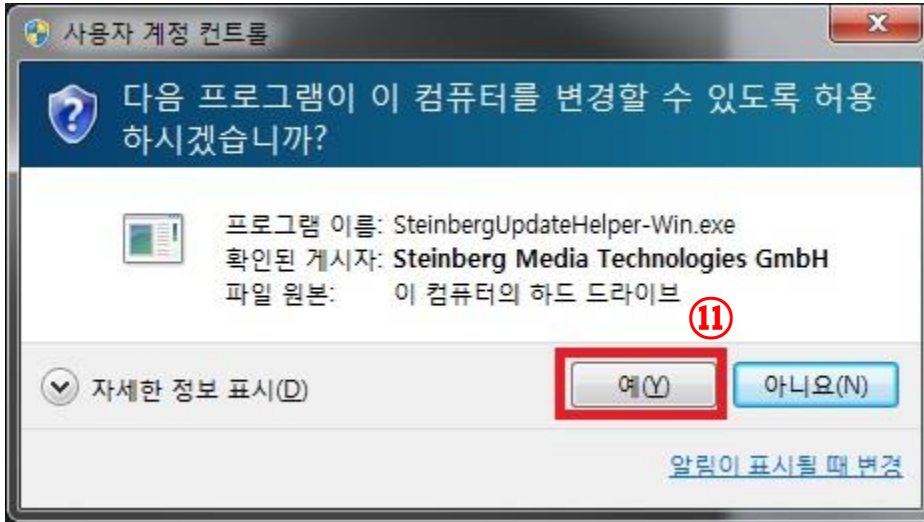 사용자 계정 컨트롤
다음 프로그램이 이 컴퓨터를 변경할 수 있도록 허용
하시겠습니까?
프로그램 이름: SteinbergUpdateHelper-Win.exe
확인된 게시자: Steinberg Media Technologies GmbH
파일 원본: 이 컴퓨터의 하드 드라이브
⑪
자세한 정보 표시(D) 예(Y) 아니요(N)
알림이 표시될 때 변경